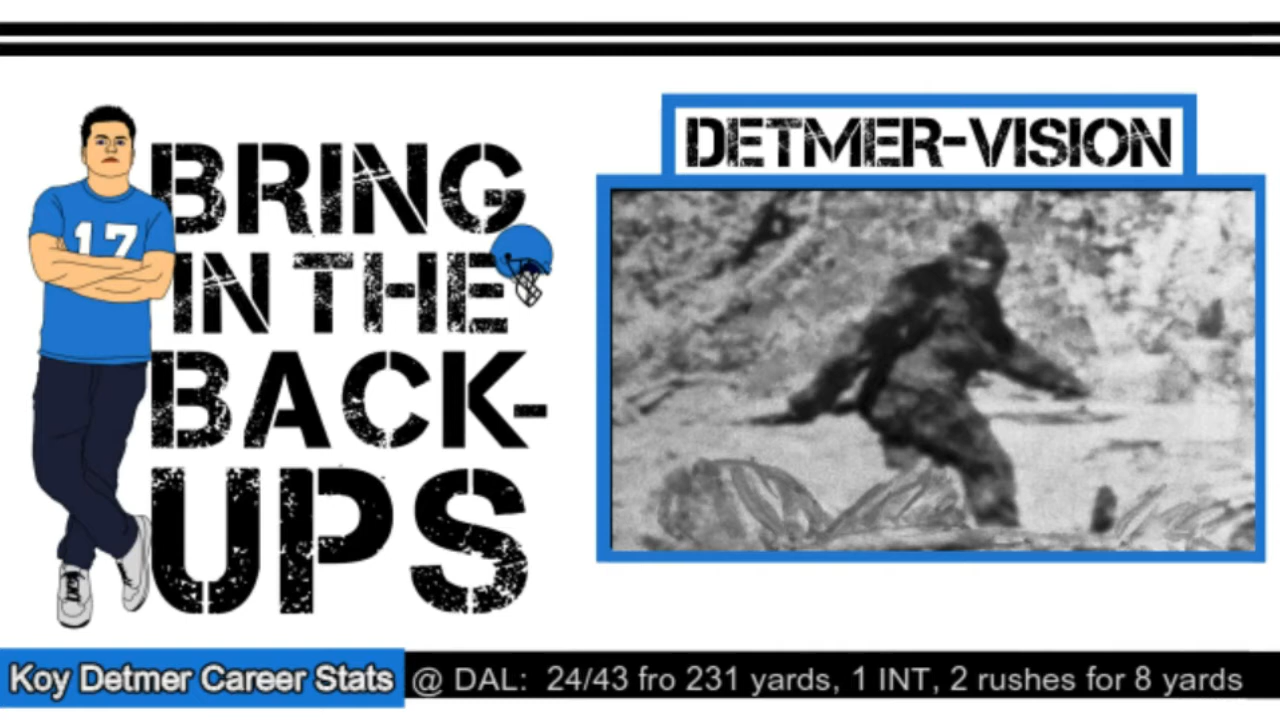 BRING
IN THE
BACK-
UPS
17
DETMER-VISION
Koy Detmer Career Stats @ DAL: 24/43 fro 231 yards, 1 INT, 2 rushes for 8 yards